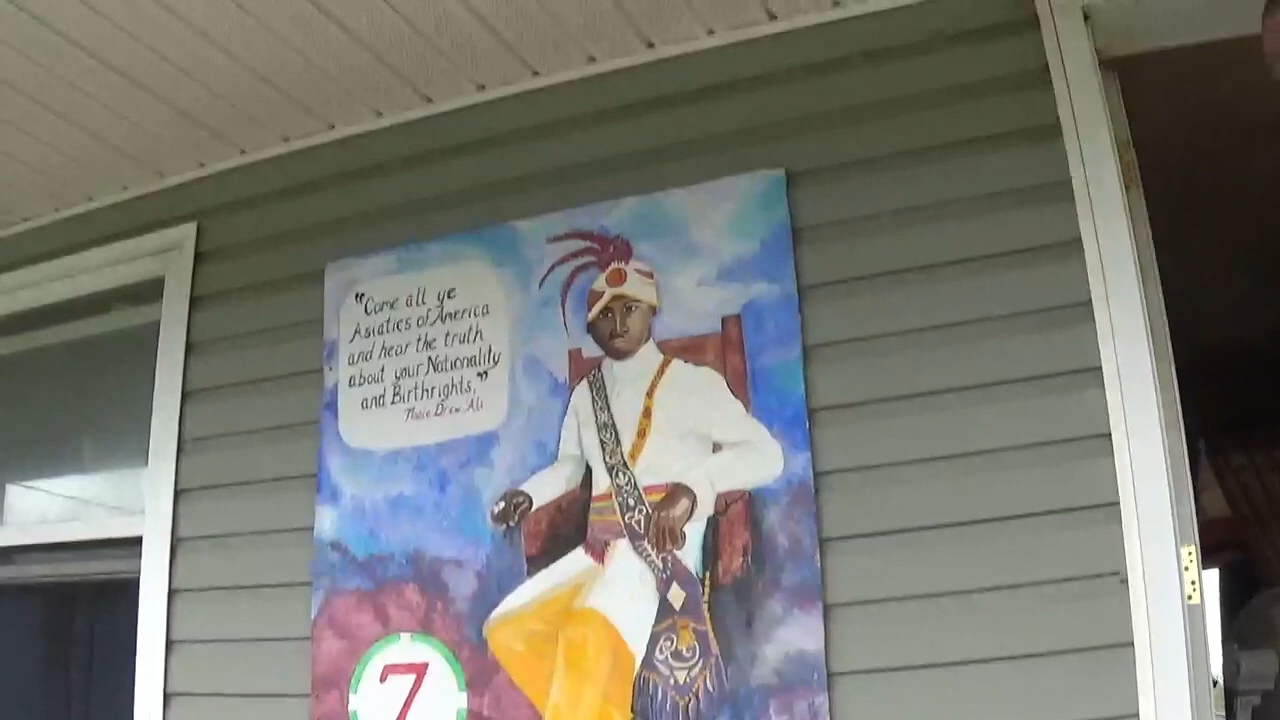 "Come all ye
Asiatics of America
and hear the truth
about your Nationality
and Birthrights."
Noble Drew Ali
7